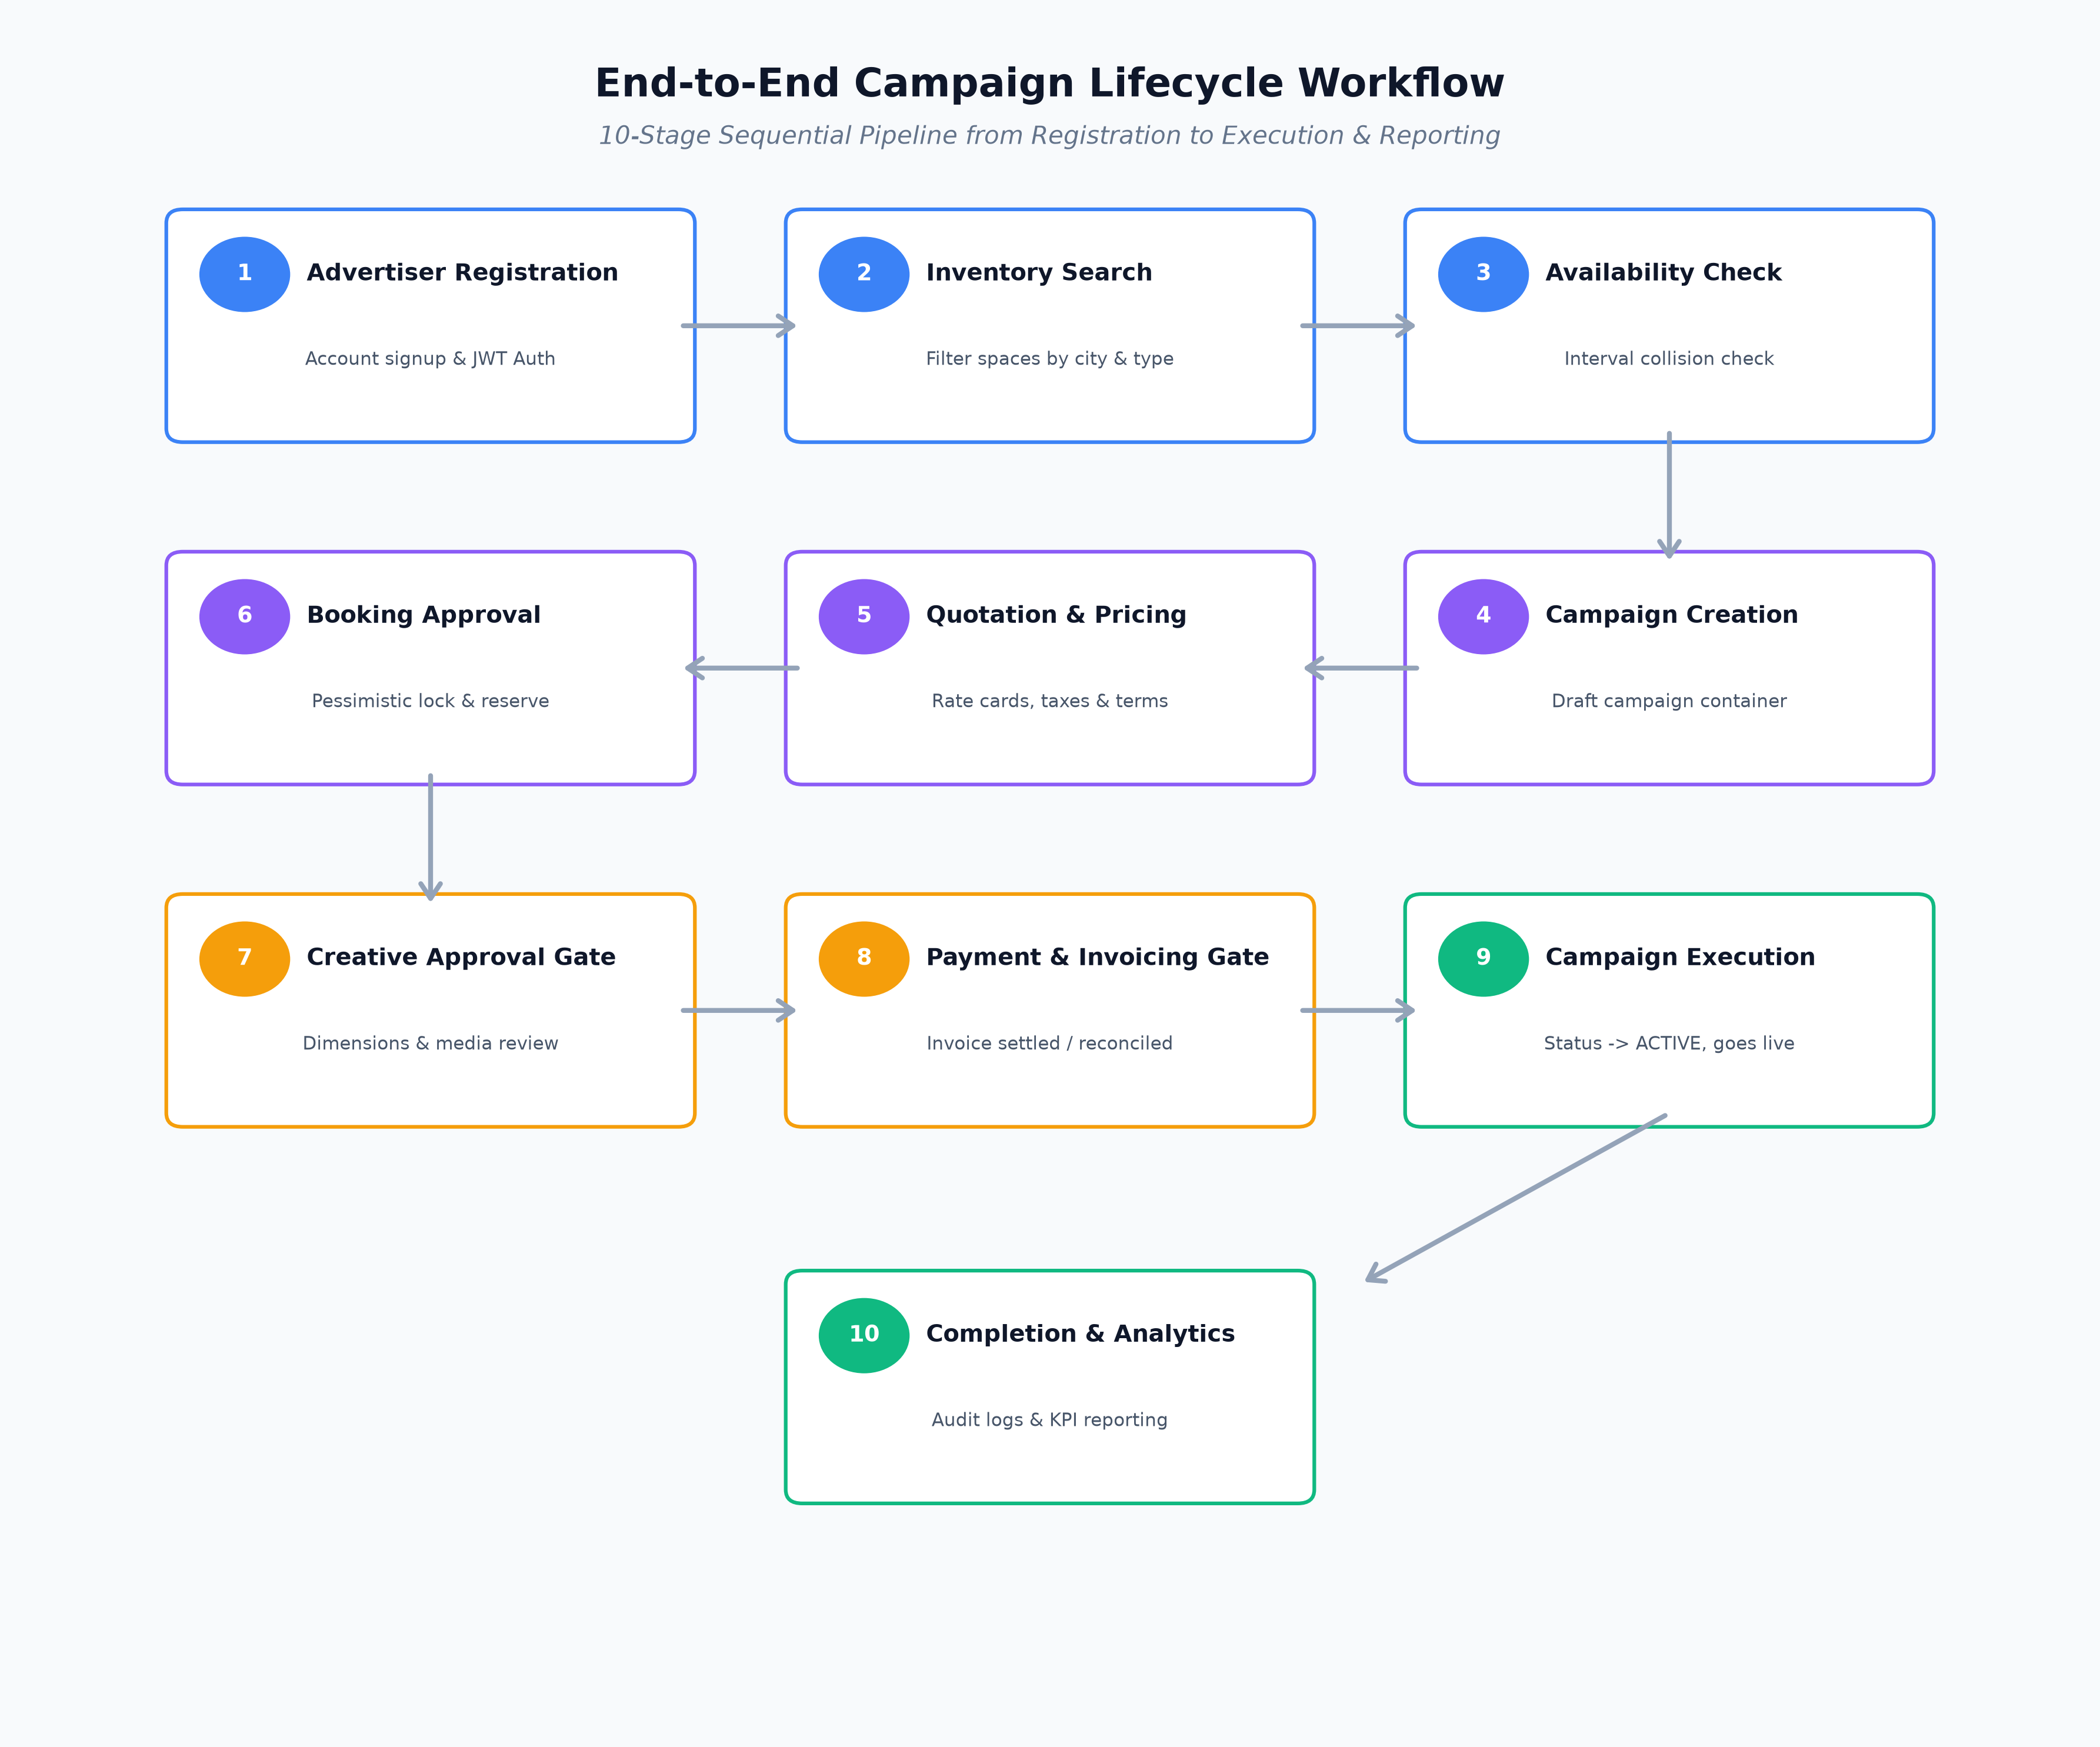 End-to-End Campaign Lifecycle Workflow
10-Stage Sequential Pipeline from Registration to Execution & Reporting
1
Advertiser Registration
Account signup & JWT Auth
2
Inventory Search
Filter spaces by city & type
3
Availability Check
Interval collision check
4
Campaign Creation
Draft campaign container
5
Quotation & Pricing
Rate cards, taxes & terms
6
Booking Approval
Pessimistic lock & reserve
7
Creative Approval Gate
Dimensions & media review
8
Payment & Invoicing Gate
Invoice settled / reconciled
9
Campaign Execution
Status -> ACTIVE, goes live
10
Completion & Analytics
Audit logs & KPI reporting